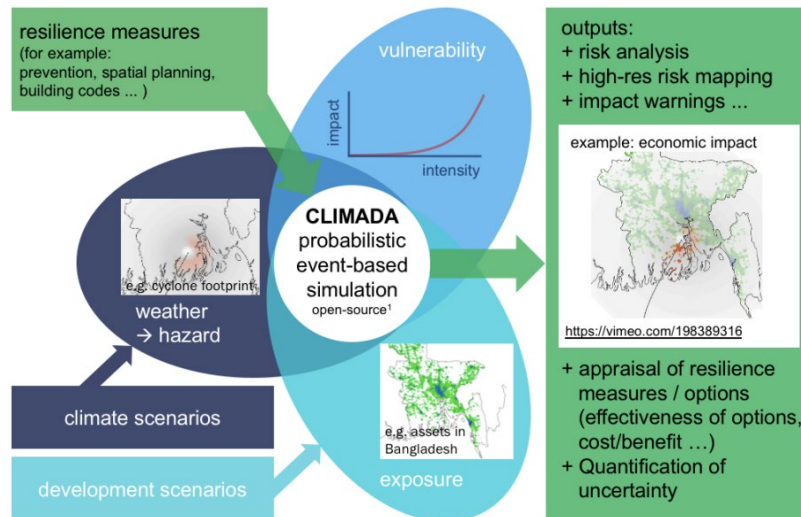 resilience measures
(for example:
prevention, spatial planning,
building codes ... )
vulnerability
impact
intensity
CLIMADA
probabilistic
event-based
simulation
open-source¹
e.g. cyclone footprint
weather
→ hazard
climate scenarios
development scenarios
e.g. assets in
Bangladesh
exposure
outputs:
+ risk analysis
+ high-res risk mapping
+ impact warnings ...
example: economic impact
https://vimeo.com/198389316
+ appraisal of resilience
measures / options
(effectiveness of options,
cost/benefit ...)
+ Quantification of
uncertainty